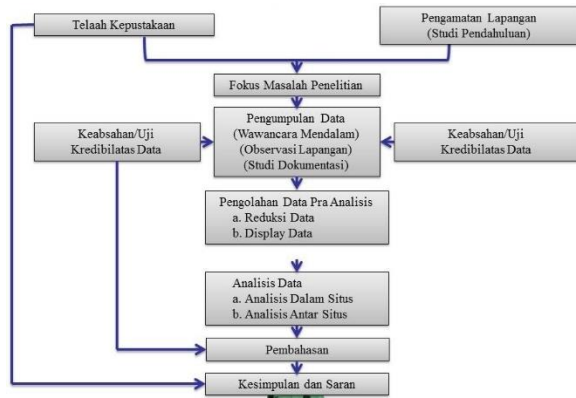 Telaah Kepustakaan
Pengamatan Lapangan
(Studi Pendahuluan)
Fokus Masalah Penelitian
Pengumpulan Data
(Wawancara Mendalam)
(Observasi Lapangan)
(Studi Dokumentasi)
Keabsahan/Uji
Kredibilatas Data
Keabsahan/Uji
Kredibilatas Data
Pengolahan Data Pra Analisis
a. Reduksi Data
b. Display Data
Analisis Data
a. Analisis Dalam Situs
b. Analisis Antar Situs
Pembahasan
Kesimpulan dan Saran